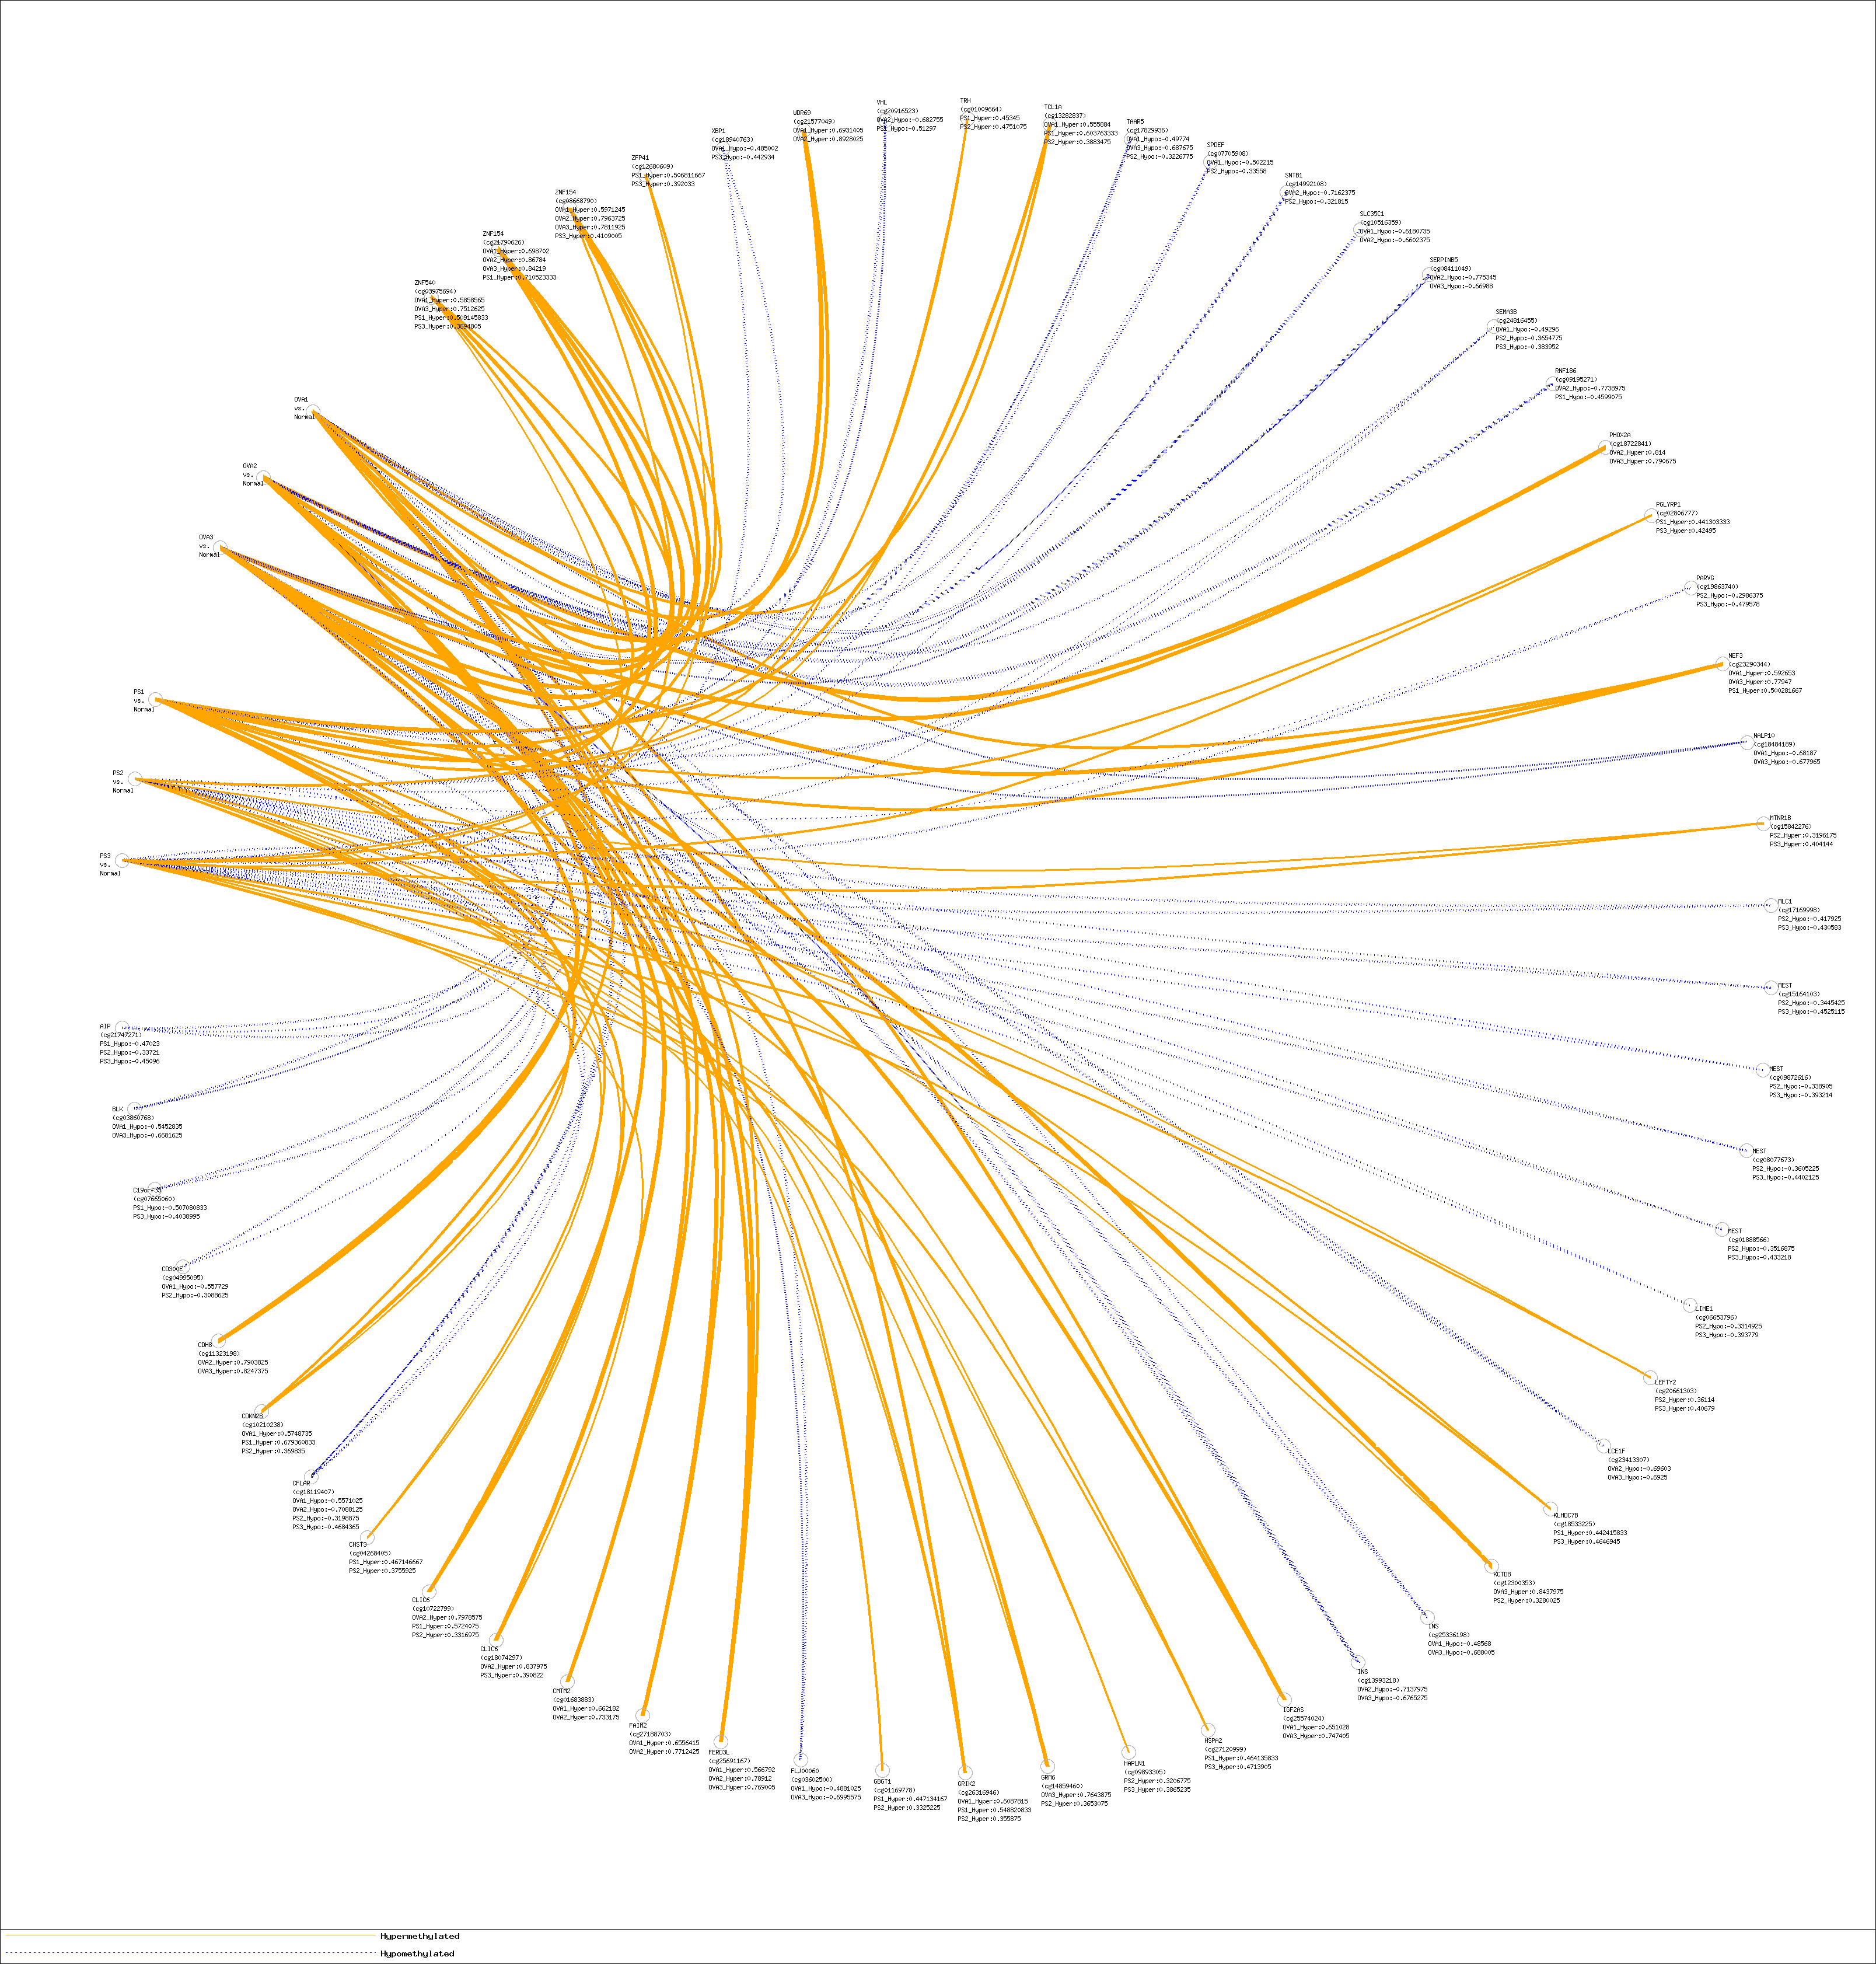 TRH
(cg01009664)
PS1_Hyper:0.45345
PS2_Hyper:0.4751075
TCL1A
(cg13282837)
OVA1_Hyper:0.555884
PS1_Hyper:0.603763333
PS2_Hyper:0.3883475
TAAR5
(cg17829936)
OVA1_Hypo:-0.49774
OVA3_Hypo:-0.687675
PS2_Hypo:-0.3226775
SPDEF
(cg07705908)
OVA1_Hypo:-0.502215
PS2_Hypo:-0.33558
SNTB1
(cg14992108)
OVA2_Hypo:-0.7162375
PS2_Hypo:-0.321815
SLC35C1
(cg10516359)
OVA1_Hypo:-0.6180735
OVA2_Hypo:-0.6602375
SERPINB5
(cg08411049)
OVA2_Hypo:-0.775345
OVA3_Hypo:-0.66988
SEMA3B
(cg24816455)
OVA1_Hypo:-0.49296
PS2_Hypo:-0.3654775
PS3_Hypo:-0.383952
RNF186
(cg09195271)
OVA2_Hypo:-0.7738975
PS1_Hypo:-0.4599075
PHOX2A
(cg18722841)
OVA2_Hyper:0.814
OVA3_Hyper:0.790675
PGLYRP1
(cg02806777)
PS1_Hyper:0.441303333
PS3_Hyper:0.42495
PARVG
(cg19863740)
PS2_Hypo:-0.2986375
PS3_Hypo:-0.479578
NEF3
(cg23290344)
OVA1_Hyper:0.592653
OVA3_Hyper:0.77947
PS1_Hyper:0.500281667
NALP10
(cg18484189)
OVA1_Hypo:-0.68187
OVA3_Hypo:-0.677965
MTNR1B
(cg15842276)
PS2_Hyper:0.3196175
PS3_Hyper:0.404144
MLC1
(cg17169998)
PS2_Hypo:-0.417925
PS3_Hypo:-0.430583
MEST
(cg15164103)
PS2_Hypo:-0.3445425
PS3_Hypo:-0.4525115
MEST
(cg09872616)
PS2_Hypo:-0.338905
PS3_Hypo:-0.393214
MEST
(cg08077673)
PS2_Hypo:-0.3605225
PS3_Hypo:-0.4402125
MEST
(cg01888566)
PS2_Hypo:-0.3516875
PS3_Hypo:-0.433218
LIME1
(cg06653796)
PS2_Hypo:-0.3314925
PS3_Hypo:-0.393779
LEFTY2
(cg20661303)
PS2_Hyper:0.36114
PS3_Hyper:0.40679
LCE1F
(cg23413307)
OVA2_Hypo:-0.69603
OVA3_Hypo:-0.6925
KLHDC7B
(cg18533225)
PS1_Hyper:0.442415833
PS3_Hyper:0.4646945
KCTD8
(cg12300353)
OVA3_Hyper:0.8437975
PS2_Hyper:0.3280025
INS
(cg25336198)
OVA1_Hypo:-0.48568
OVA3_Hypo:-0.688005
INS
(cg13993218)
OVA2_Hypo:-0.7137975
OVA3_Hypo:-0.6765275
IGF2AS
(cg25574024)
OVA1_Hyper:0.651028
OVA3_Hyper:0.747405
HSPA2
(cg27120999)
PS1_Hyper:0.464135833
PS3_Hyper:0.4713905
HAPLN1
(cg09893305)
PS2_Hyper:0.3206775
PS3_Hyper:0.3865235
GRM6
(cg14859460)
OVA3_Hyper:0.7643875
PS2_Hyper:0.3653075
GRIK2
(cg26316946)
OVA1_Hyper:0.6087815
PS1_Hyper:0.548820833
PS2_Hyper:0.355875
GBGT1
(cg01169778)
PS1_Hyper:0.447134167
PS2_Hyper:0.3325225
FLJ00060
(cg03602500)
OVA1_Hypo:-0.4881025
OVA3_Hypo:-0.6995575
FERD3L
(cg25691167)
OVA1_Hyper:0.566792
OVA2_Hyper:0.78912
OVA3_Hyper:0.769005
FAIM2
(cg27188703)
OVA1_Hyper:0.6556415
OVA2_Hyper:0.7712425
CMTM2
(cg01683883)
OVA1_Hyper:0.662182
OVA2_Hyper:0.733175
CLIC6
(cg18074297)
OVA2_Hyper:0.837975
PS3_Hyper:0.390822
CLIC6
(cg10722799)
OVA2_Hyper:0.7978575
PS1_Hyper:0.5724075
PS2_Hyper:0.3316975
CHST3
(cg04268405)
PS1_Hyper:0.467146667
PS2_Hyper:0.3755925
CFLAR
(cg18119407)
OVA1_Hypo:-0.5571025
OVA2_Hypo:-0.7088125
PS2_Hypo:-0.3198875
PS3_Hypo:-0.4684365
CDKN2B
(cg10210238)
OVA1_Hyper:0.5748735
PS1_Hyper:0.679360833
PS2_Hyper:0.369835
CDH8
(cg11323198)
OVA2_Hyper:0.7903825
OVA3_Hyper:0.8247375
CD300E
(cg04995095)
OVA1_Hypo:-0.557729
PS2_Hypo:-0.3088625
C19orf33
(cg07665060)
PS1_Hypo:-0.507080833
PS3_Hypo:-0.4038995
BLK
(cg03860768)
OVA1_Hypo:-0.5452835
OVA3_Hypo:-0.6681625
AIP
(cg21747271)
PS1_Hypo:-0.47023
PS2_Hypo:-0.33721
PS3_Hypo:-0.45096
PS3
vs.
Normal
PS2
vs.
Normal
PS1
vs.
Normal
OVA3
vs.
Normal
OVA2
vs.
Normal
OVA1
vs.
Normal
ZNF540
(cg03975694)
OVA1_Hyper:0.5858565
OVA3_Hyper:0.7512625
PS1_Hyper:0.509145833
PS3_Hyper:0.3894805
ZNF154
(cg21790626)
OVA1_Hyper:0.698702
OVA2_Hyper:0.86784
OVA3_Hyper:0.84219
PS1_Hyper:0.710523333
ZNF154
(cg08668790)
OVA1_Hyper:0.5971245
OVA2_Hyper:0.7963725
OVA3_Hyper:0.7811925
PS3_Hyper:0.4109005
ZFP41
(cg12680609)
PS1_Hyper:0.506811667
PS3_Hyper:0.392033
XBP1
(cg18940763)
OVA1_Hypo:-0.485002
PS3_Hypo:-0.442934
WDR69
(cg21577049)
OVA1_Hyper:0.6931405
OVA2_Hyper:0.8928025
VHL
(cg20916523)
OVA2_Hypo:-0.682755
PS3_Hypo:-0.51297
Hypermethylated
Hypomethylated